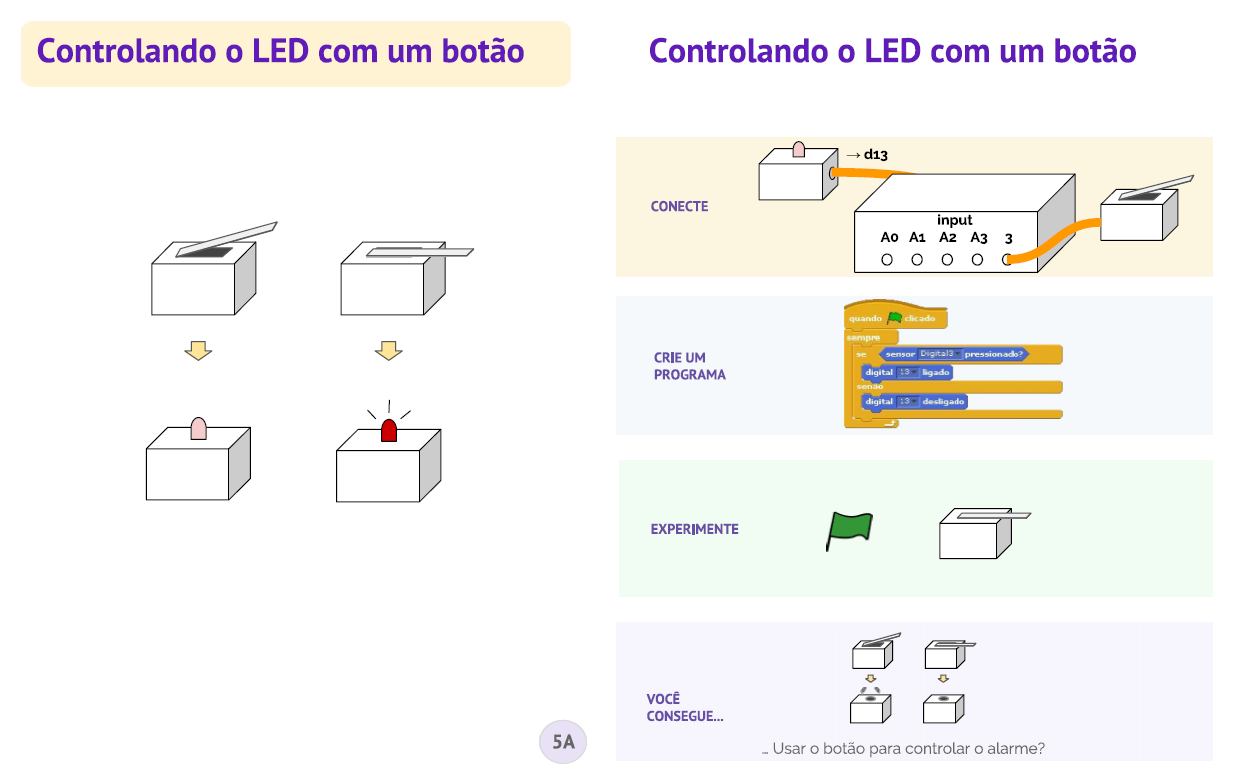 Controlando o LED com um botão
5A
Controlando o LED com um botão
CONECTE
→ d13
input
A0 A1 A2 A3 3
CRIE UM
PROGRAMA
quando clicado
sempre
se sensor Digital3 pressionado?
digital 13 ligado
senão
digital 13 desligado
EXPERIMENTE
VOCÊ
CONSEGUE...
... Usar o botão para controlar o alarme?